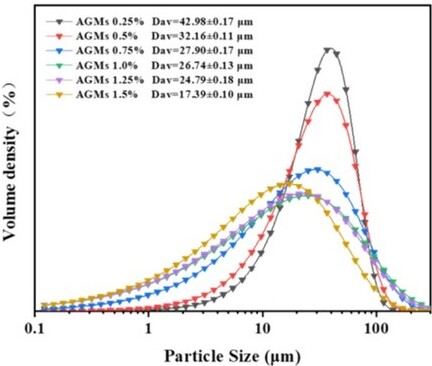 AGMs 0.25% Dav=42.98±0.17 μm
AGMs 0.5% Dav=32.16±0.11 μm
AGMs 0.75% Dav=27.90±0.17 μm
AGMs 1.0% Dav=26.74±0.13 μm
AGMs 1.25% Dav=24.79±0.18 μm
AGMs 1.5% Dav=17.39±0.10 μm
Volume density (%)
0.1 1 10 100
Particle Size (μm)